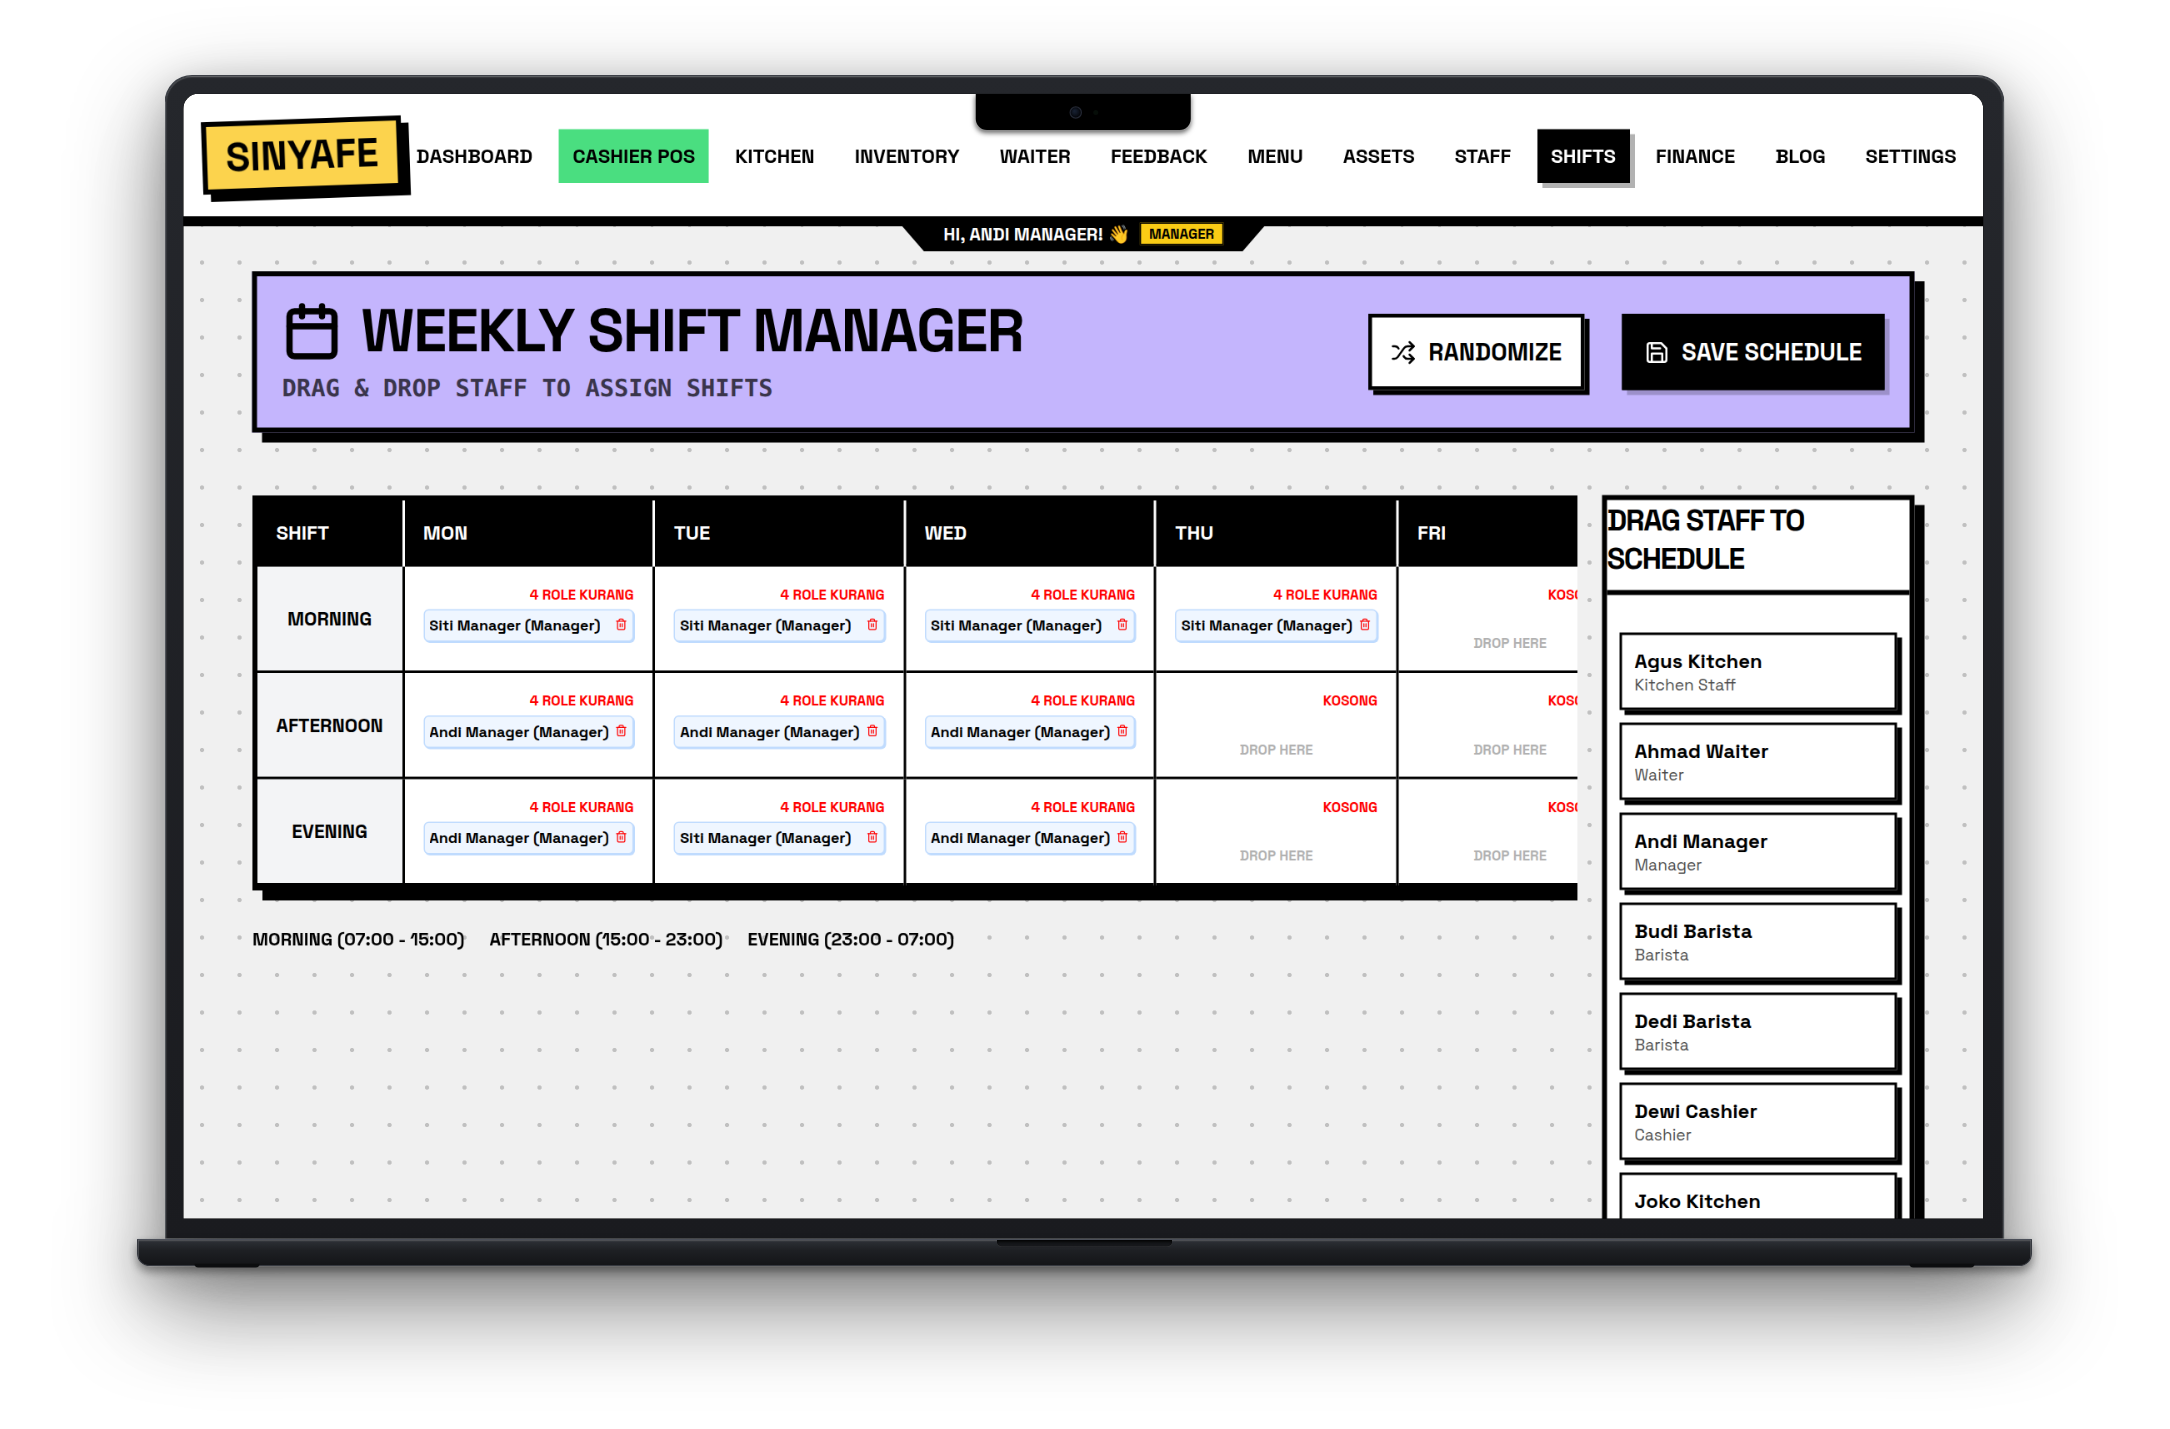 SINYAFE
DASHBOARD CASHIER POS KITCHEN INVENTORY WAITER FEEDBACK MENU ASSETS STAFF SHIFTS FINANCE BLOG SETTINGS
HI, ANDI MANAGER! 👋 MANAGER
WEEKLY SHIFT MANAGER
DRAG & DROP STAFF TO ASSIGN SHIFTS
RANDOMIZE
SAVE SCHEDULE
SHIFT MON TUE WED THU FRI
MORNING
4 ROLE KURANG
Siti Manager (Manager)
4 ROLE KURANG
Siti Manager (Manager)
4 ROLE KURANG
Siti Manager (Manager)
4 ROLE KURANG
Siti Manager (Manager)
KOS
DROP HERE
AFTERNOON
4 ROLE KURANG
Andi Manager (Manager)
4 ROLE KURANG
Andi Manager (Manager)
4 ROLE KURANG
Andi Manager (Manager)
KOSONG
DROP HERE
KOS
DROP HERE
EVENING
4 ROLE KURANG
Andi Manager (Manager)
4 ROLE KURANG
Siti Manager (Manager)
4 ROLE KURANG
Andi Manager (Manager)
KOSONG
DROP HERE
KOS
DROP HERE
MORNING (07:00 - 15:00) AFTERNOON (15:00 - 23:00) EVENING (23:00 - 07:00)
DRAG STAFF TO
SCHEDULE
Agus Kitchen
Kitchen Staff
Ahmad Waiter
Waiter
Andi Manager
Manager
Budi Barista
Barista
Dedi Barista
Barista
Dewi Cashier
Cashier
Joko Kitchen